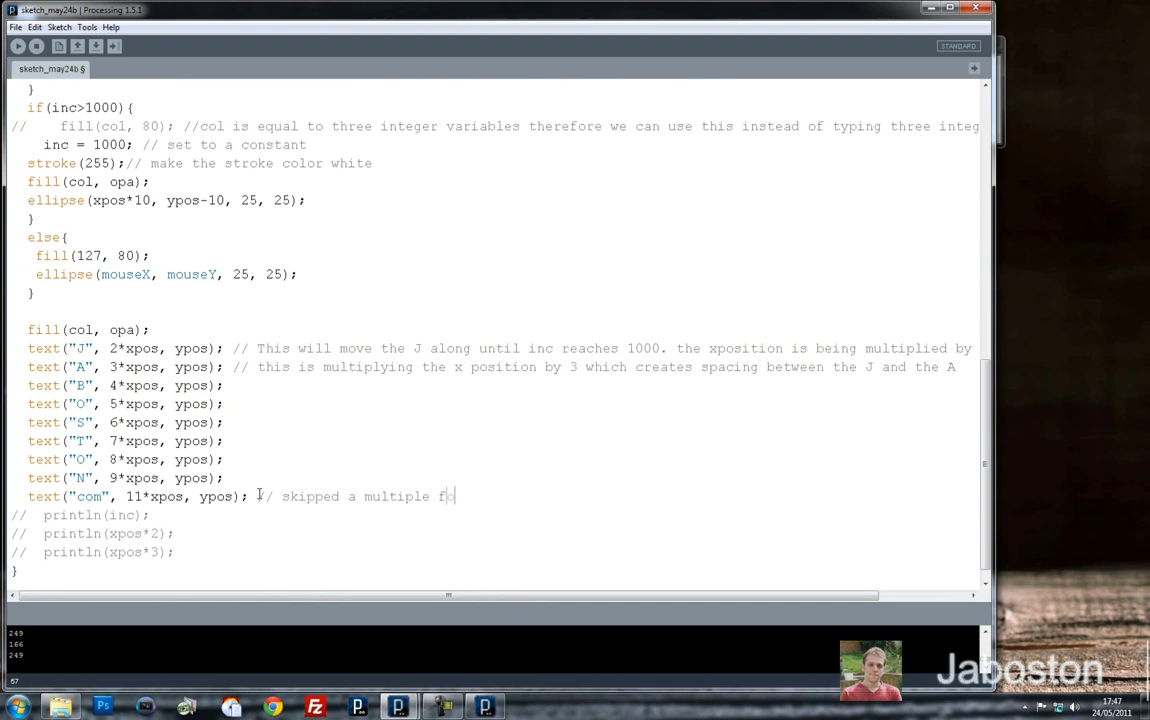 sketch_may24b | Processing 1.5.1
File Edit Sketch Tools Help
STANDARD
sketch_may24b §
}
if(inc>1000){
//    fill(col, 80); //col is equal to three integer variables therefore we can use this instead of typing three integ
inc = 1000; // set to a constant
stroke(255);// make the stroke color white
fill(col, opa);
ellipse(xpos*10, ypos-10, 25, 25);
}
else{
fill(127, 80);
ellipse(mouseX, mouseY, 25, 25);
}
fill(col, opa);
text("J", 2*xpos, ypos); // This will move the J along until inc reaches 1000. the xposition is being multiplied by
text("A", 3*xpos, ypos); // this is multiplying the x position by 3 which creates spacing between the J and the A
text("B", 4*xpos, ypos);
text("O", 5*xpos, ypos);
text("S", 6*xpos, ypos);
text("T", 7*xpos, ypos);
text("O", 8*xpos, ypos);
text("N", 9*xpos, ypos);
text("com", 11*xpos, ypos); // skipped a multiple fo
//  println(inc);
//  println(xpos*2);
//  println(xpos*3);
}
249
166
249
57
Jaboston
17:47
24/05/2011